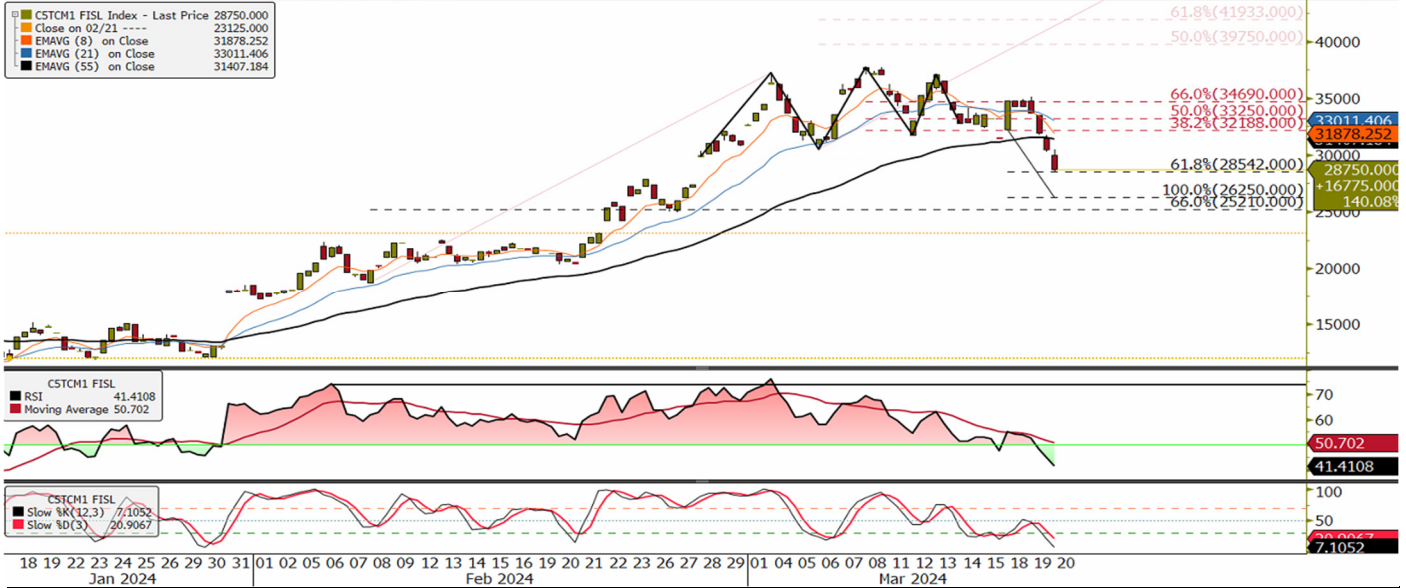 C5TCM1 FISL Index - Last Price 28750.000
Close on 02/21 ---- 23125.000
EMAVG (8) on Close 31878.252
EMAVG (21) on Close 33011.406
EMAVG (55) on Close 31407.184
61.8%(41933.000)
50.0%(39750.000)
66.0%(34690.000)
50.0%(33250.000)
38.2%(32188.000)
61.8%(28542.000)
100.0%(26250.000)
66.0%(25210.000)
40000
35000
33011.406
31878.252
30000
28750.000
+16775.000
140.08%
25000
20000
15000
C5TCM1 FISL
RSI 41.4108
Moving Average 50.702
70
60
50.702
41.4108
C5TCM1 FISL
Slow %K(12,3) 7.1052
Slow %D(3) 20.9067
100
50
20.9067
7.1052
18 19 22 23 24 25 26 29 30 31 01 02 05 06 07 08 09 12 13 14 15 16 19 20 21 22 23 26 27 28 29 01 04 05 06 07 08 11 12 13 14 15 18 19 20
Jan 2024 Feb 2024 Mar 2024